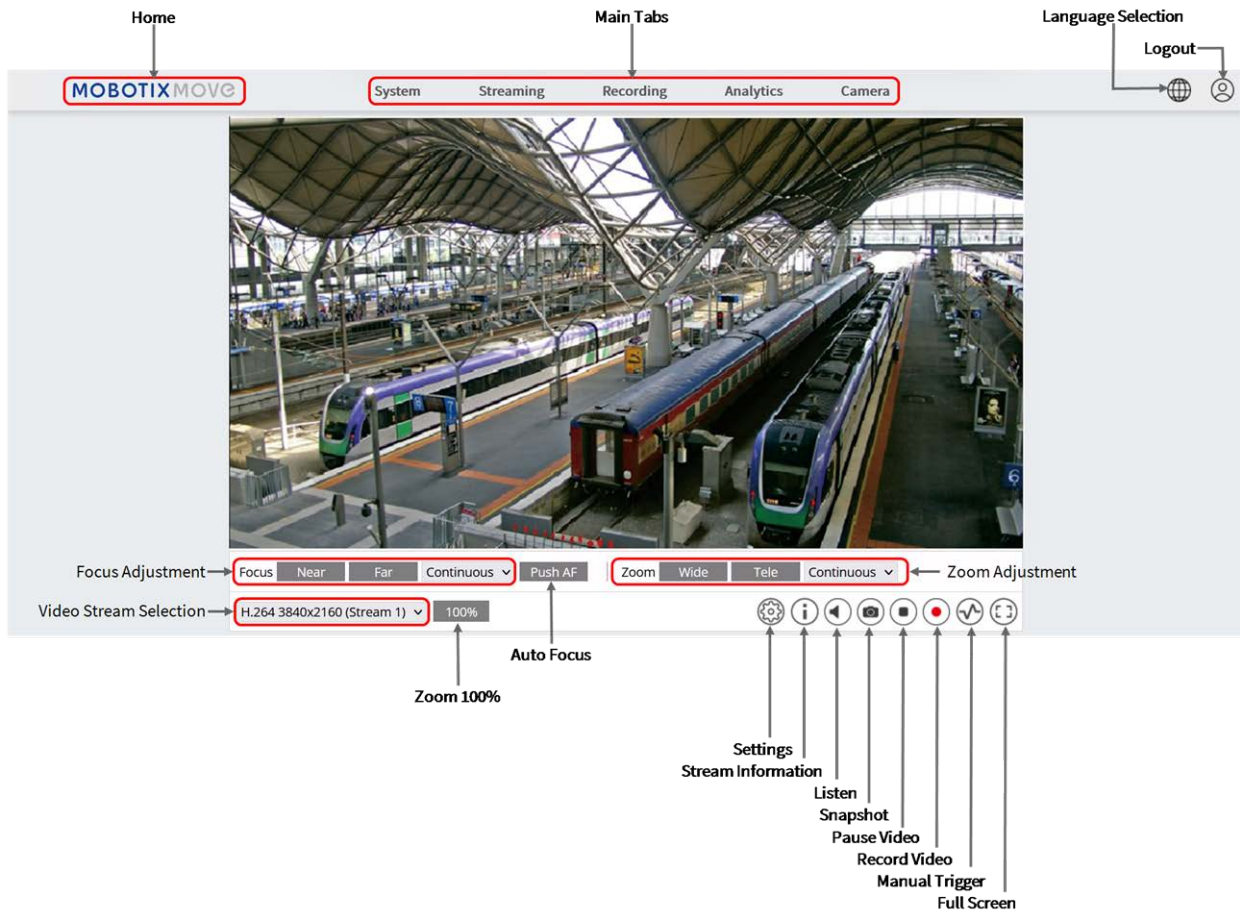 Home
Main Tabs
Language Selection
Logout
MOBOTIX MOVE
System Streaming Recording Analytics Camera
7
6
Focus Adjustment
Focus Near Far Continuous Push AF Zoom Wide Tele Continuous
Zoom Adjustment
Video Stream Selection
H.264 3840x2160 (Stream 1) 100%
Auto Focus
Zoom 100%
Settings
Stream Information
Listen
Snapshot
Pause Video
Record Video
Manual Trigger
Full Screen